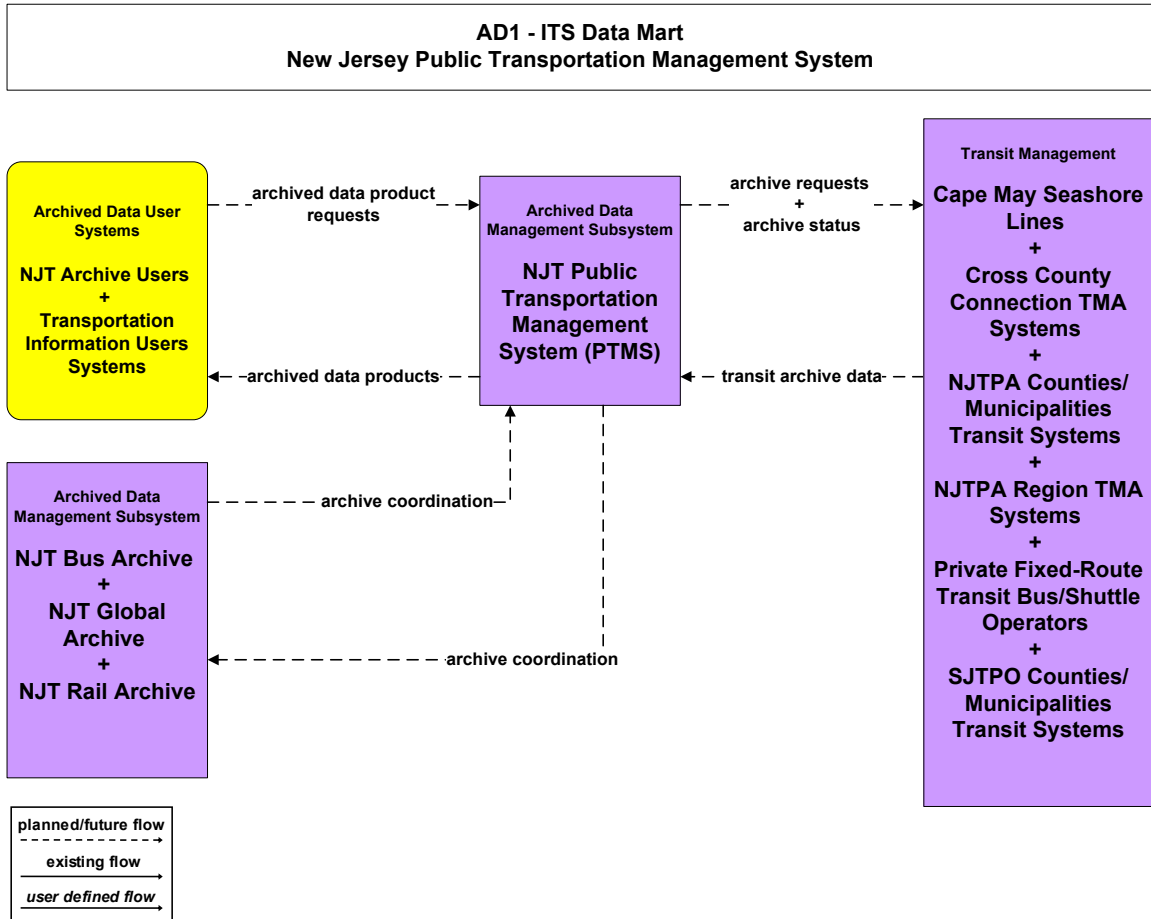 AD1 - ITS Data Mart
New Jersey Public Transportation Management System
Archived Data User
Systems
NJT Archive Users
+
Transportation
Information Users
Systems
archived data product
requests
archived data products
Archived Data
Management Subsystem
NJT Public
Transportation
Management
System (PTMS)
archive requests
+
archive status
transit archive data
Transit Management
Cape May Seashore
Lines
+
Cross County
Connection TMA
Systems
+
NJTPA Counties/
Municipalities
Transit Systems
+
NJTPA Region TMA
Systems
+
Private Fixed-Route
Transit Bus/Shuttle
Operators
+
SJTPO Counties/
Municipalities
Transit Systems
Archived Data
Management Subsystem
NJT Bus Archive
+
NJT Global
Archive
+
NJT Rail Archive
archive coordination
archive coordination
planned/future flow
existing flow
user defined flow